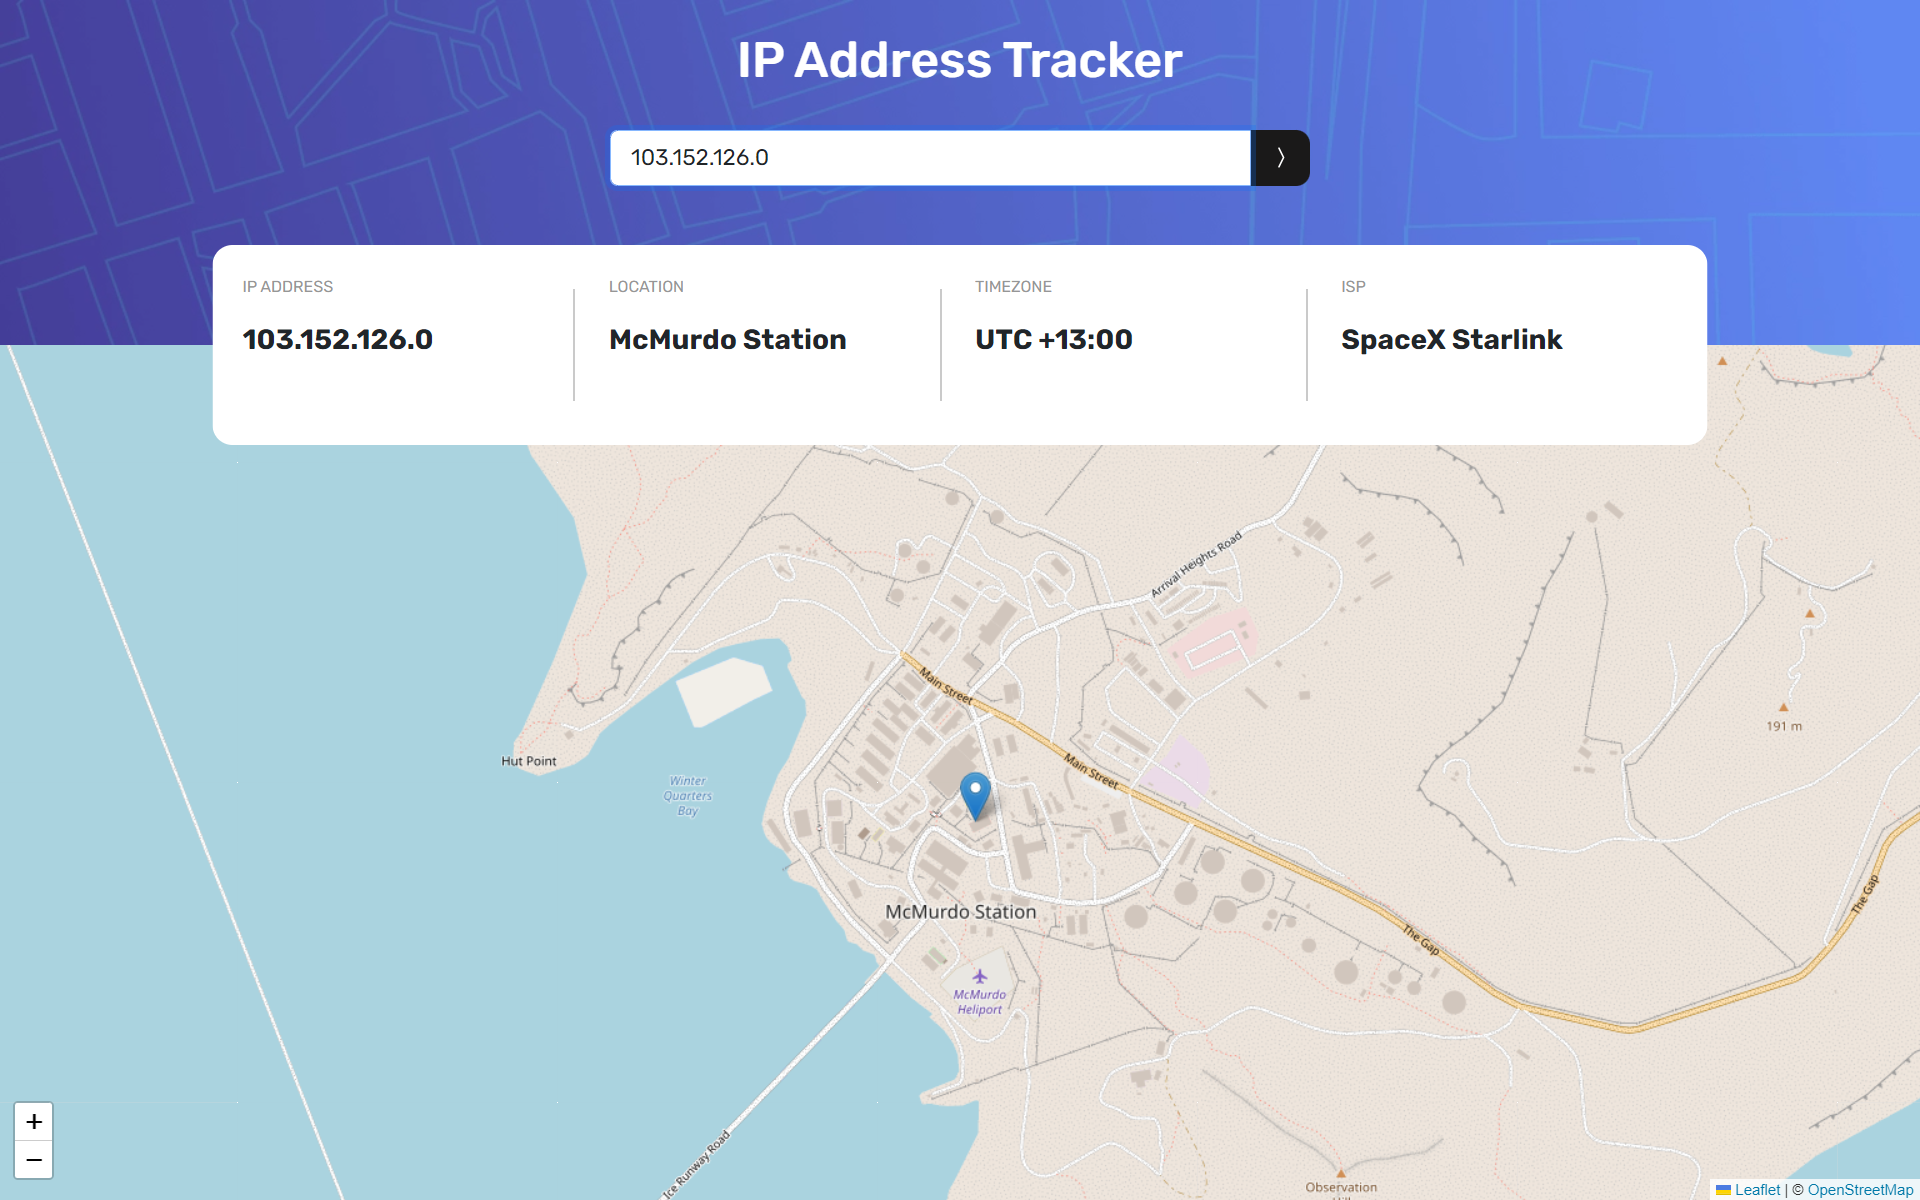 IP Address Tracker
103.152.126.0
IP ADDRESS
103.152.126.0
LOCATION
McMurdo Station
TIMEZONE
UTC +13:00
ISP
SpaceX Starlink
Arrival Heights Road
Main Street
191 m
Hut Point
Main Street
Winter
Quarters
Bay
The Gap
McMurdo Station
The Gap
McMurdo
Heliport
+
−
Ice Runway Road
Observation
Leaflet | © OpenStreetMap